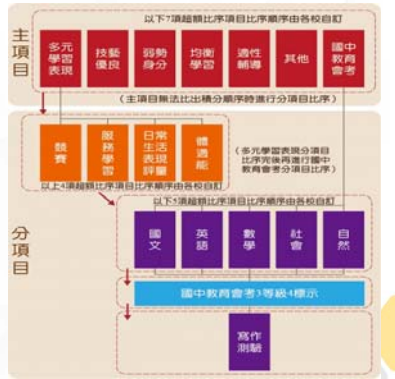 以下7項超額比序項目比序順序由各校自訂
主項目
多元學習表現
技藝優良
弱勢身分
均衡學習
適性輔導
其他
國中教育會考
(主項目無法比出積分順序時進行分項目比序)
分項目
競賽
服務學習
日常生活表現評量
體適能
(多元學習表現分項目
比序完後再進行國中
教育會考分項目比序)
以上4項超額比序項目比序順序由各校自訂
以下5項超額比序項目比序順序由各校自訂
國文
英語
數學
社會
自然
國中教育會考3等級4標示
寫作測驗